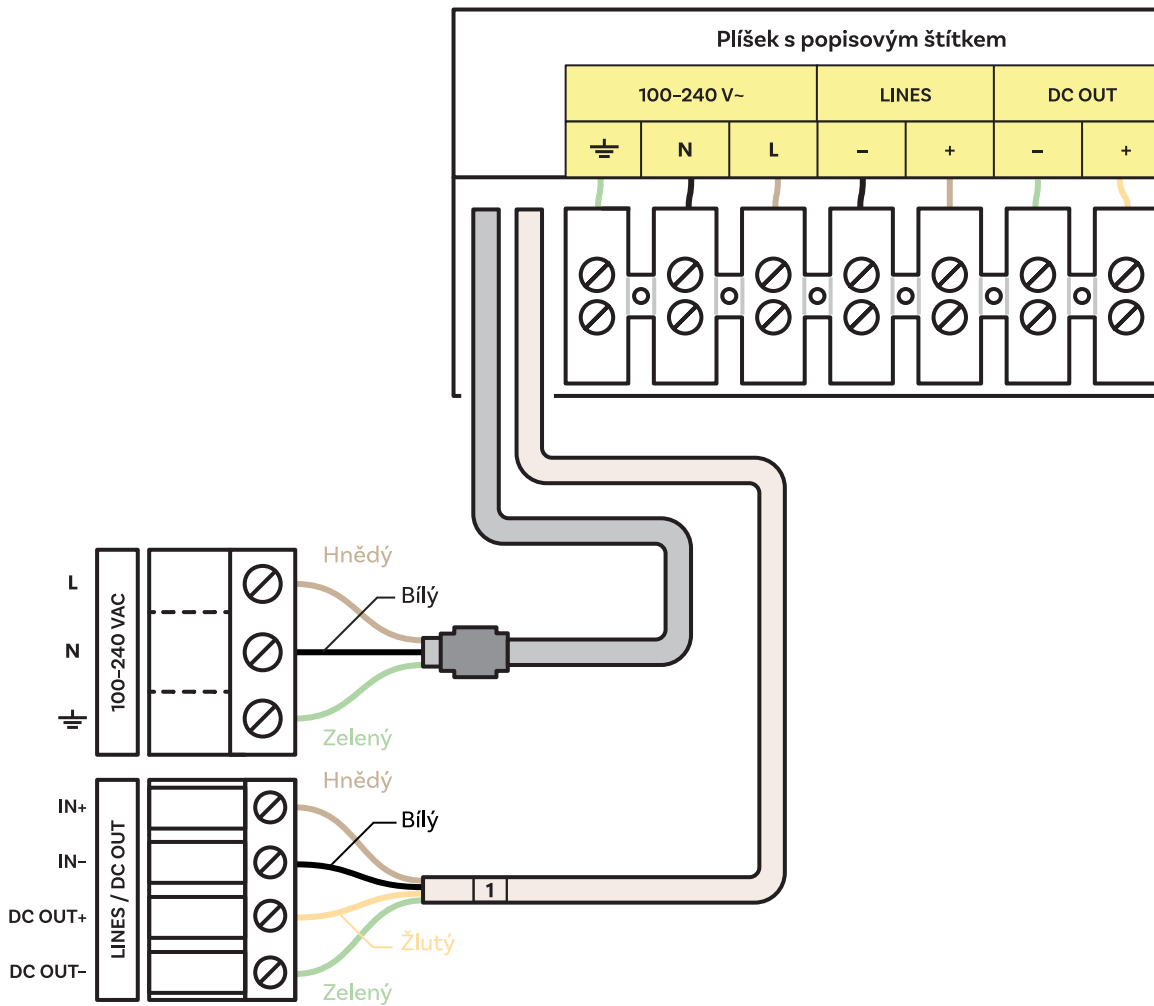 Plíšek s popisovým štítkem
100–240 V~ LINES DC OUT
N L – + – +
Hnědý
L
Bílý
N
100–240 VAC
Zelený
Hnědý
IN+
Bílý
IN–
LINES / DC OUT
1
DC OUT+
Žlutý
DC OUT–
Zelený